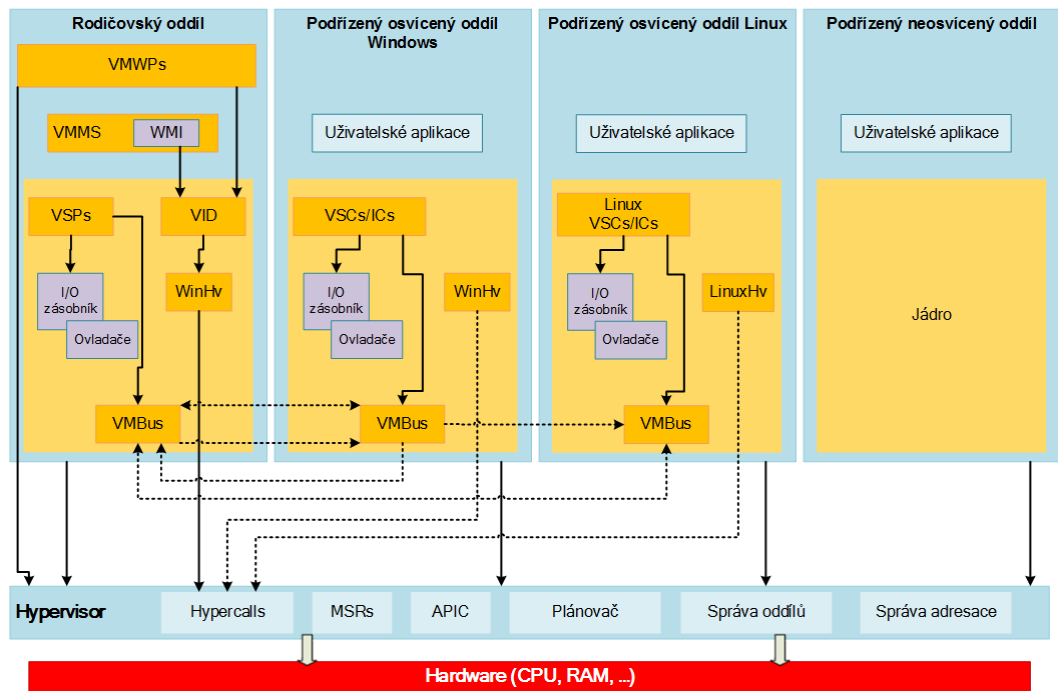 Rodičovský oddíl
VMWPs
VMMS
WMI
VSPs
VID
I/O
zásobník
Ovladače
WinHv
VMBus
Podřízený osvícený oddíl
Windows
Uživatelské aplikace
VSCs/ICs
I/O
zásobník
Ovladače
WinHv
VMBus
Podřízený osvícený oddíl Linux
Uživatelské aplikace
Linux
VSCs/ICs
I/O
zásobník
Ovladače
LinuxHv
VMBus
Podřízený neosvícený oddíl
Uživatelské aplikace
Jádro
Hypervisor
Hypercalls
MSRs
APIC
Plánovač
Správa oddílů
Správa adresace
Hardware (CPU, RAM, ...)